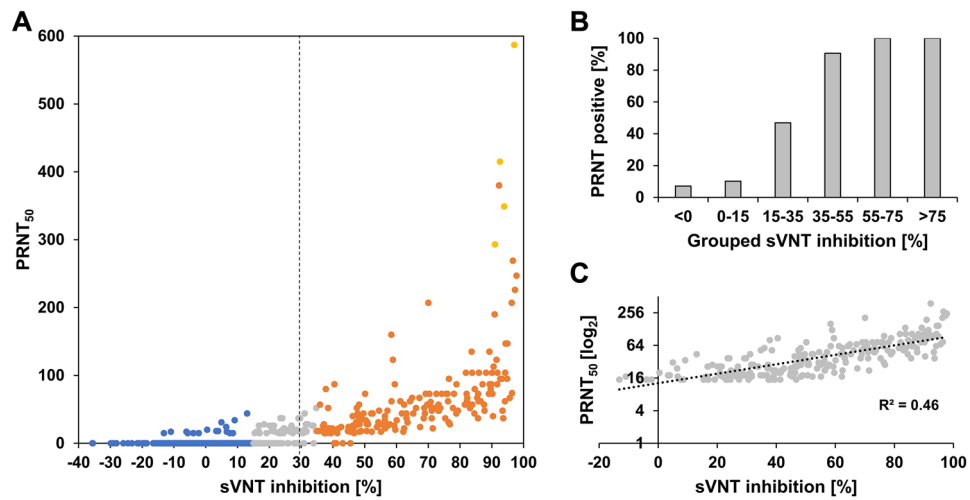 A
600
500
400
300
200
100
0
PRNT50
-40 -30 -20 -10 0 10 20 30 40 50 60 70 80 90 100
sVNT inhibition [%]
B
100
80
60
40
20
0
PRNT positive [%]
<0 0-15 15-35 35-55 55-75 >75
Grouped sVNT inhibition [%]
C
256
64
16
4
1
PRNT50 [log2]
R² = 0.46
-20 0 20 40 60 80 100
sVNT inhibition [%]